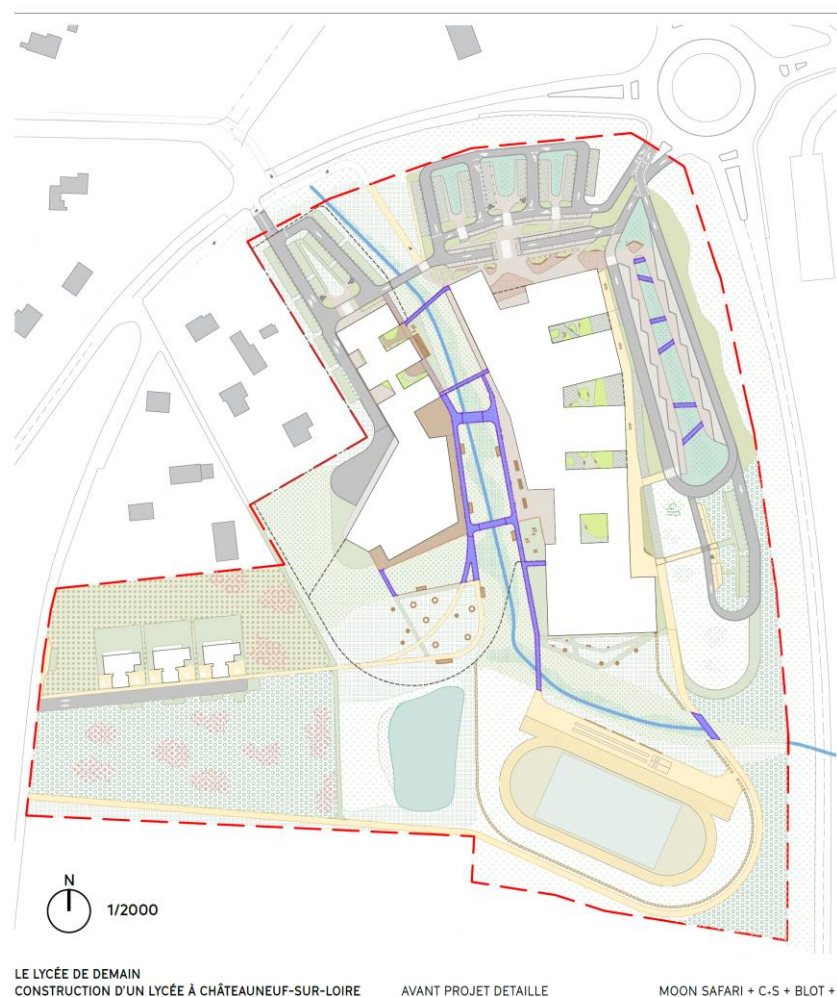 N
1/2000
LE LYCÉE DE DEMAIN
CONSTRUCTION D'UN LYCÉE À CHÂTEAUNEUF-SUR-LOIRE AVANT PROJET DETAILLE MOON SAFARI + C+S + BLOT +